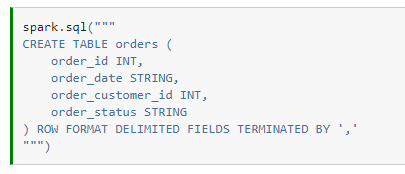 spark.sql("""
CREATE TABLE orders (
    order_id INT,
    order_date STRING,
    order_customer_id INT,
    order_status STRING
) ROW FORMAT DELIMITED FIELDS TERMINATED BY ','
""")